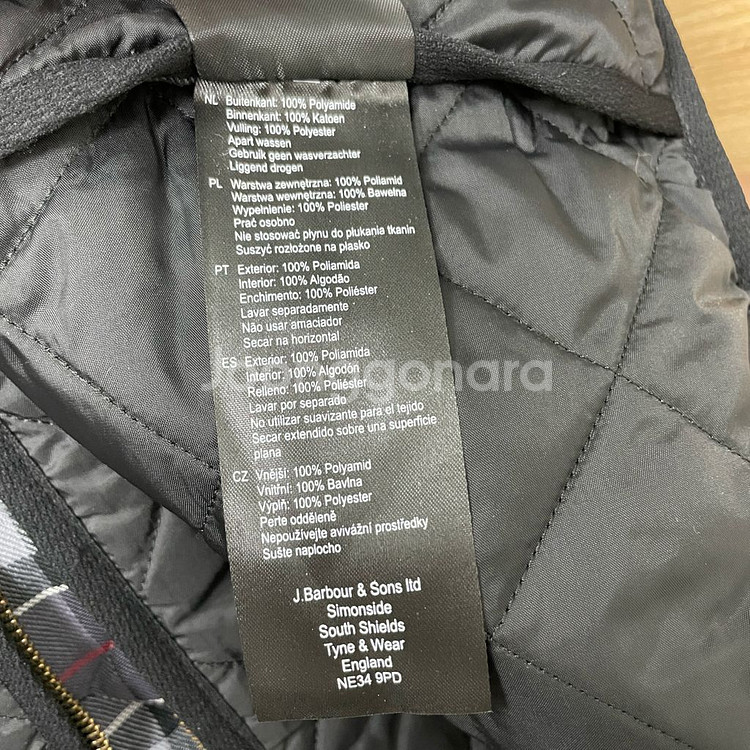 NL Buitenkant: 100% Polyamide
Binnenkant: 100% Katoen
Vulling: 100% Polyester
Apart wassen
Gebruik geen wasverzachter
Liggend drogen
PL Warstwa zewnętrzna: 100% Poliamid
Warstwa wewnętrzna: 100% Bawełna
Wypełnienie: 100% Poliester
Prać osobno
Nie stosować płynu do płukania tkanin
Suszyć rozłożone na płasko
PT Exterior: 100% Poliamida
Interior: 100% Algodão
Enchimento: 100% Poliéster
Lavar separadamente
Não usar amaciador
Secar na horizontal
ES Exterior: 100% Poliamida
Interior: 100% Algodón
Relleno: 100% Poliéster
Lavar por separado
No utilizar suavizante para el tejido
Secar extendido sobre una superficie
plana
CZ Vnější: 100% Polyamid
Vnitřní: 100% Bavlna
Výplň: 100% Polyester
Perte odděleně
Nepoužívejte avivážní prostředky
Sušte naplocho
J.Barbour & Sons ltd
Simonside
South Shields
Tyne & Wear
England
NE34 9PD